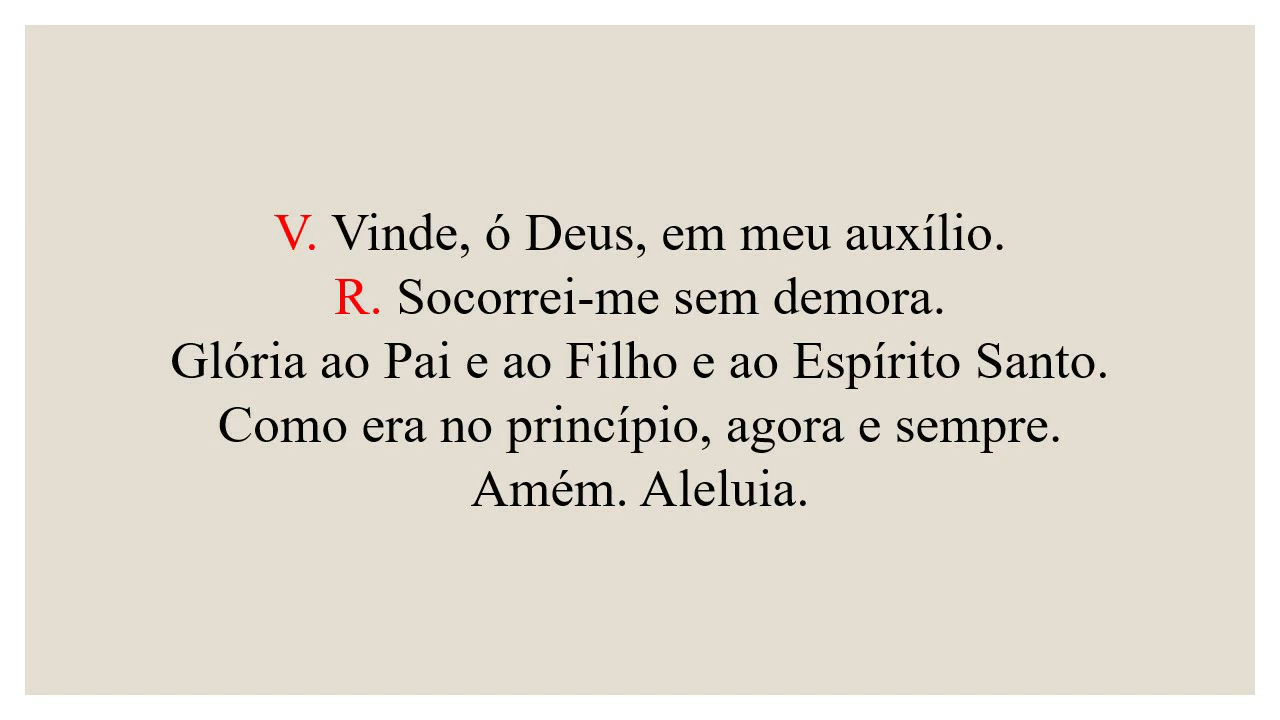 V. Vinde, ó Deus, em meu auxílio.
R. Socorrei-me sem demora.
Glória ao Pai e ao Filho e ao Espírito Santo.
Como era no princípio, agora e sempre.
Amém. Aleluia.